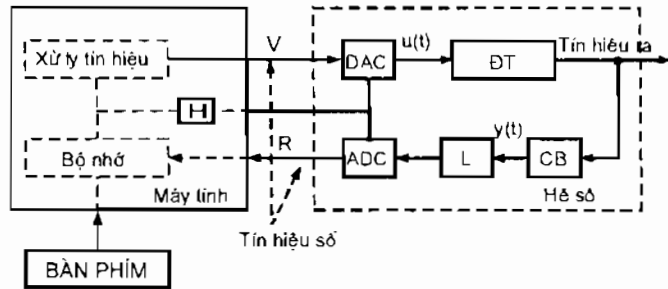 Xử lý tín hiệu
V
DAC
u(t)
ĐT
Tín hiệu ra
H
Bộ nhớ
R
ADC
L
y(t)
CB
Máy tính
Hệ số
Tín hiệu số
BÀN PHÍM